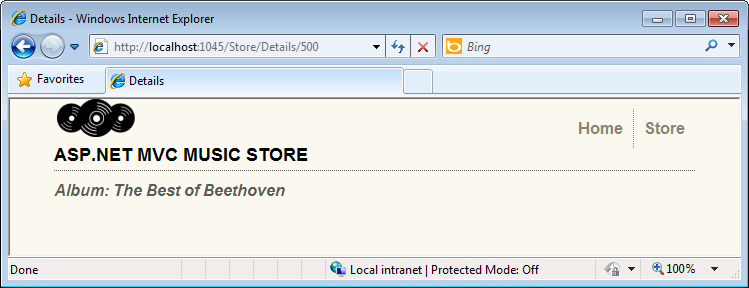 Details - Windows Internet Explorer
http://localhost:1045/Store/Details/500
Bing
Favorites
Details
Home
Store
ASP.NET MVC MUSIC STORE
Album: The Best of Beethoven
Done
Local intranet | Protected Mode: Off
100%